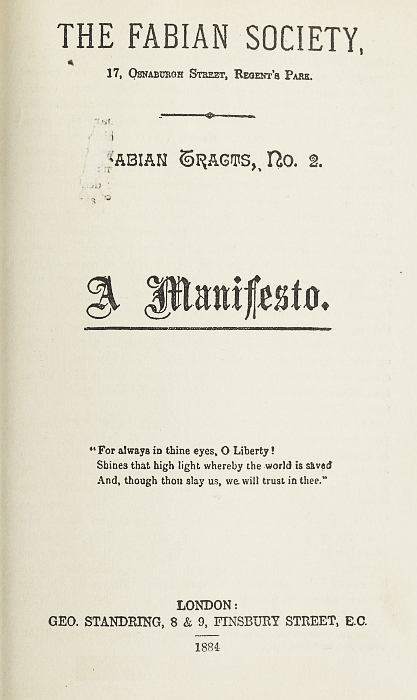 THE FABIAN SOCIETY,
17, OSNABURGH STREET, REGENT'S PARK.
FABIAN TRACTS, No. 2.
A Manifesto.
"For always in thine eyes, O Liberty!
Shines that high light whereby the world is saved
And, though thou slay us, we will trust in thee."
LONDON:
GEO. STANDRING, 8 & 9, FINSBURY STREET, E.C.
1884